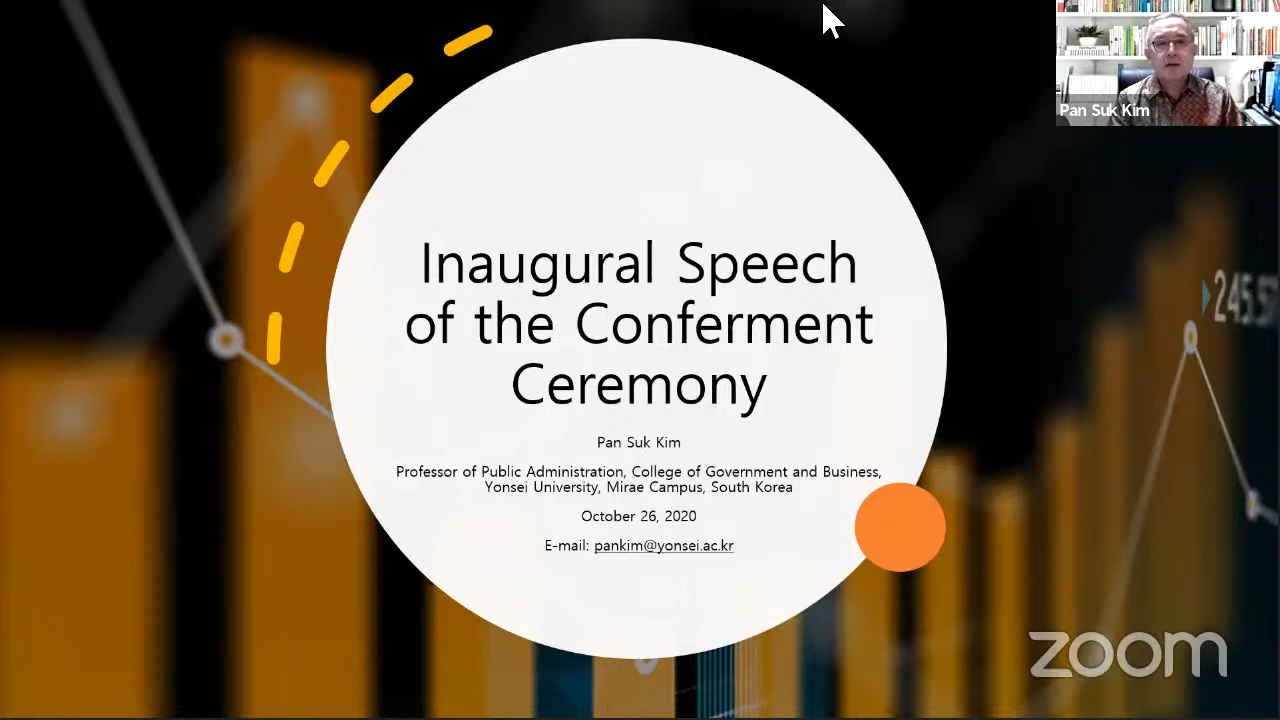 Pan Suk Kim
Inaugural Speech
of the Conferment
Ceremony
Pan Suk Kim
Professor of Public Administration, College of Government and Business,
Yonsei University, Mirae Campus, South Korea
October 26, 2020
E-mail: pankim@yonsei.ac.kr
zoom